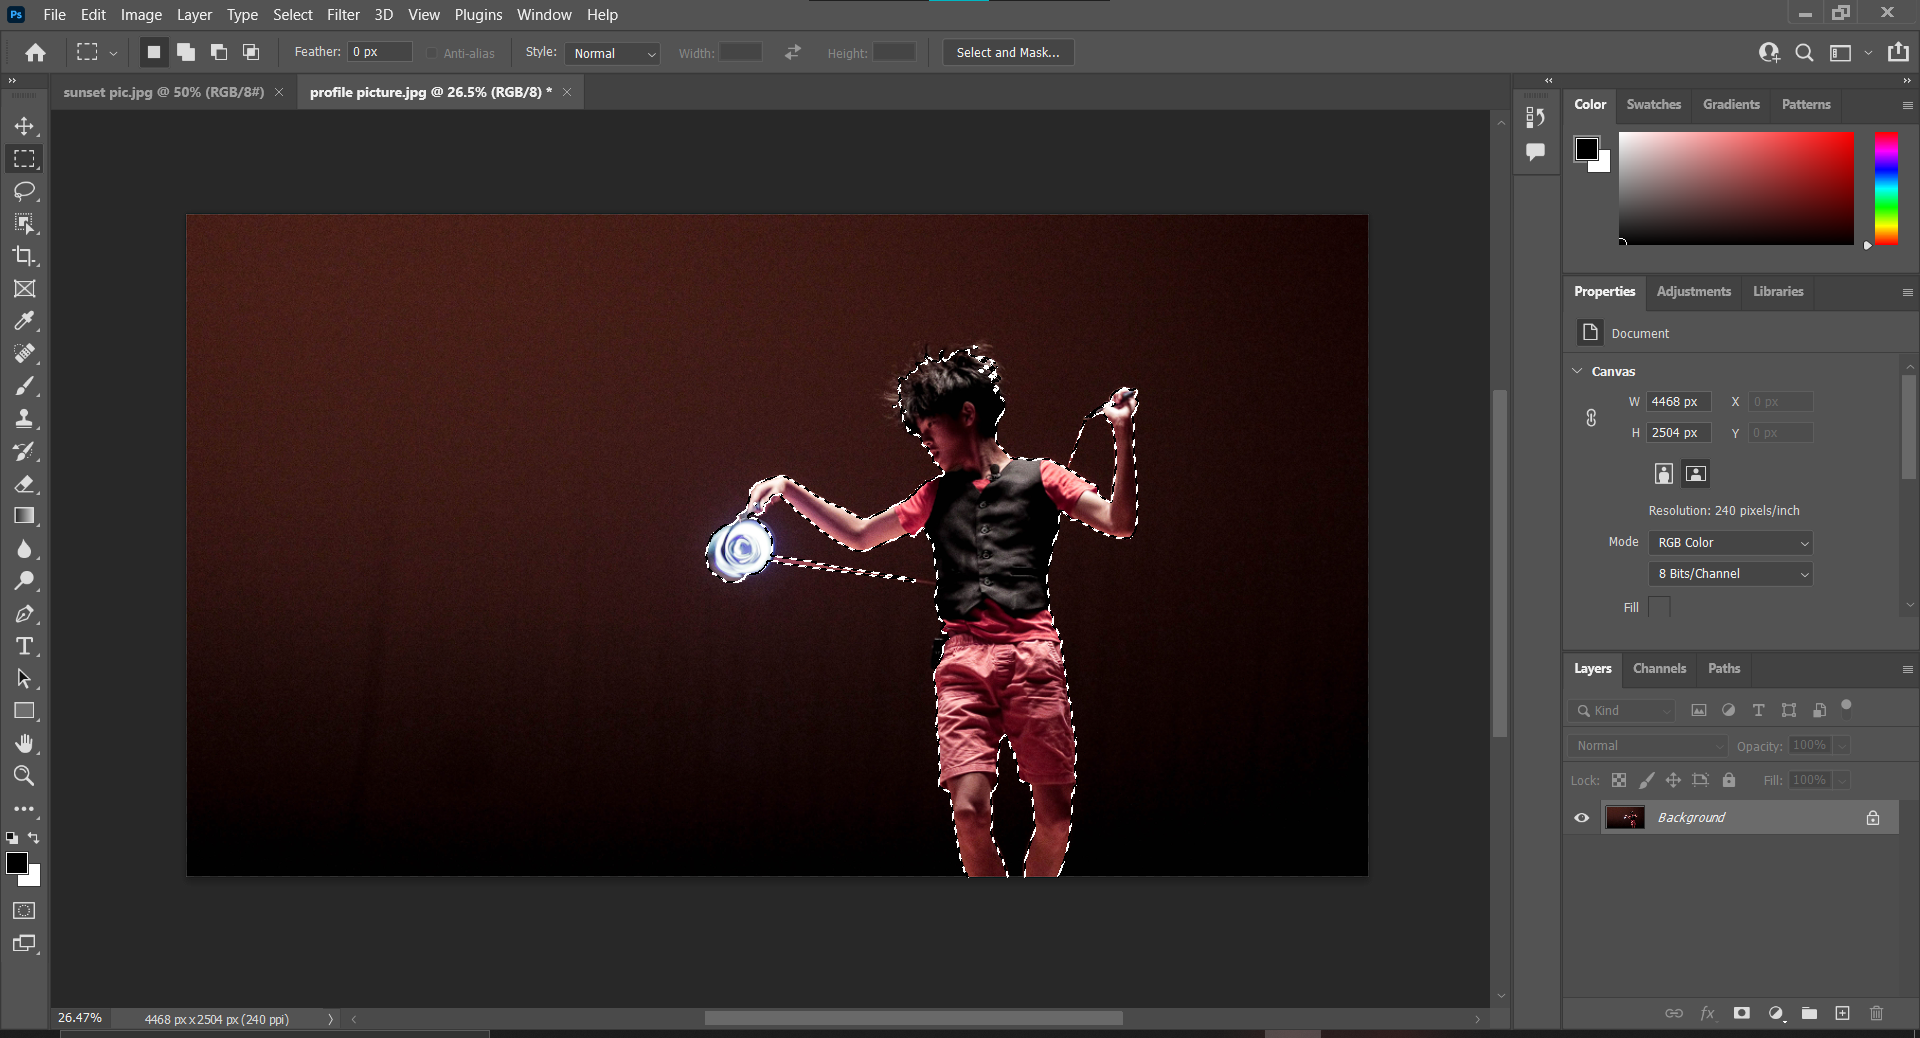 Ps File Edit Image Layer Type Select Filter 3D View Plugins Window Help
Feather: 0 px Anti-alias Style: Normal Width: Height: Select and Mask...
sunset pic.jpg @ 50% (RGB/8#) profile picture.jpg @ 26.5% (RGB/8) *
Color Swatches Gradients Patterns
Properties Adjustments Libraries
Document
Canvas
W 4468 px X 0 px
H 2504 px Y 0 px
Resolution: 240 pixels/inch
Mode RGB Color
8 Bits/Channel
Fill
Layers Channels Paths
Kind
Normal Opacity: 100%
Lock: Fill: 100%
Background
26.47% 4468 px x 2504 px (240 ppi)